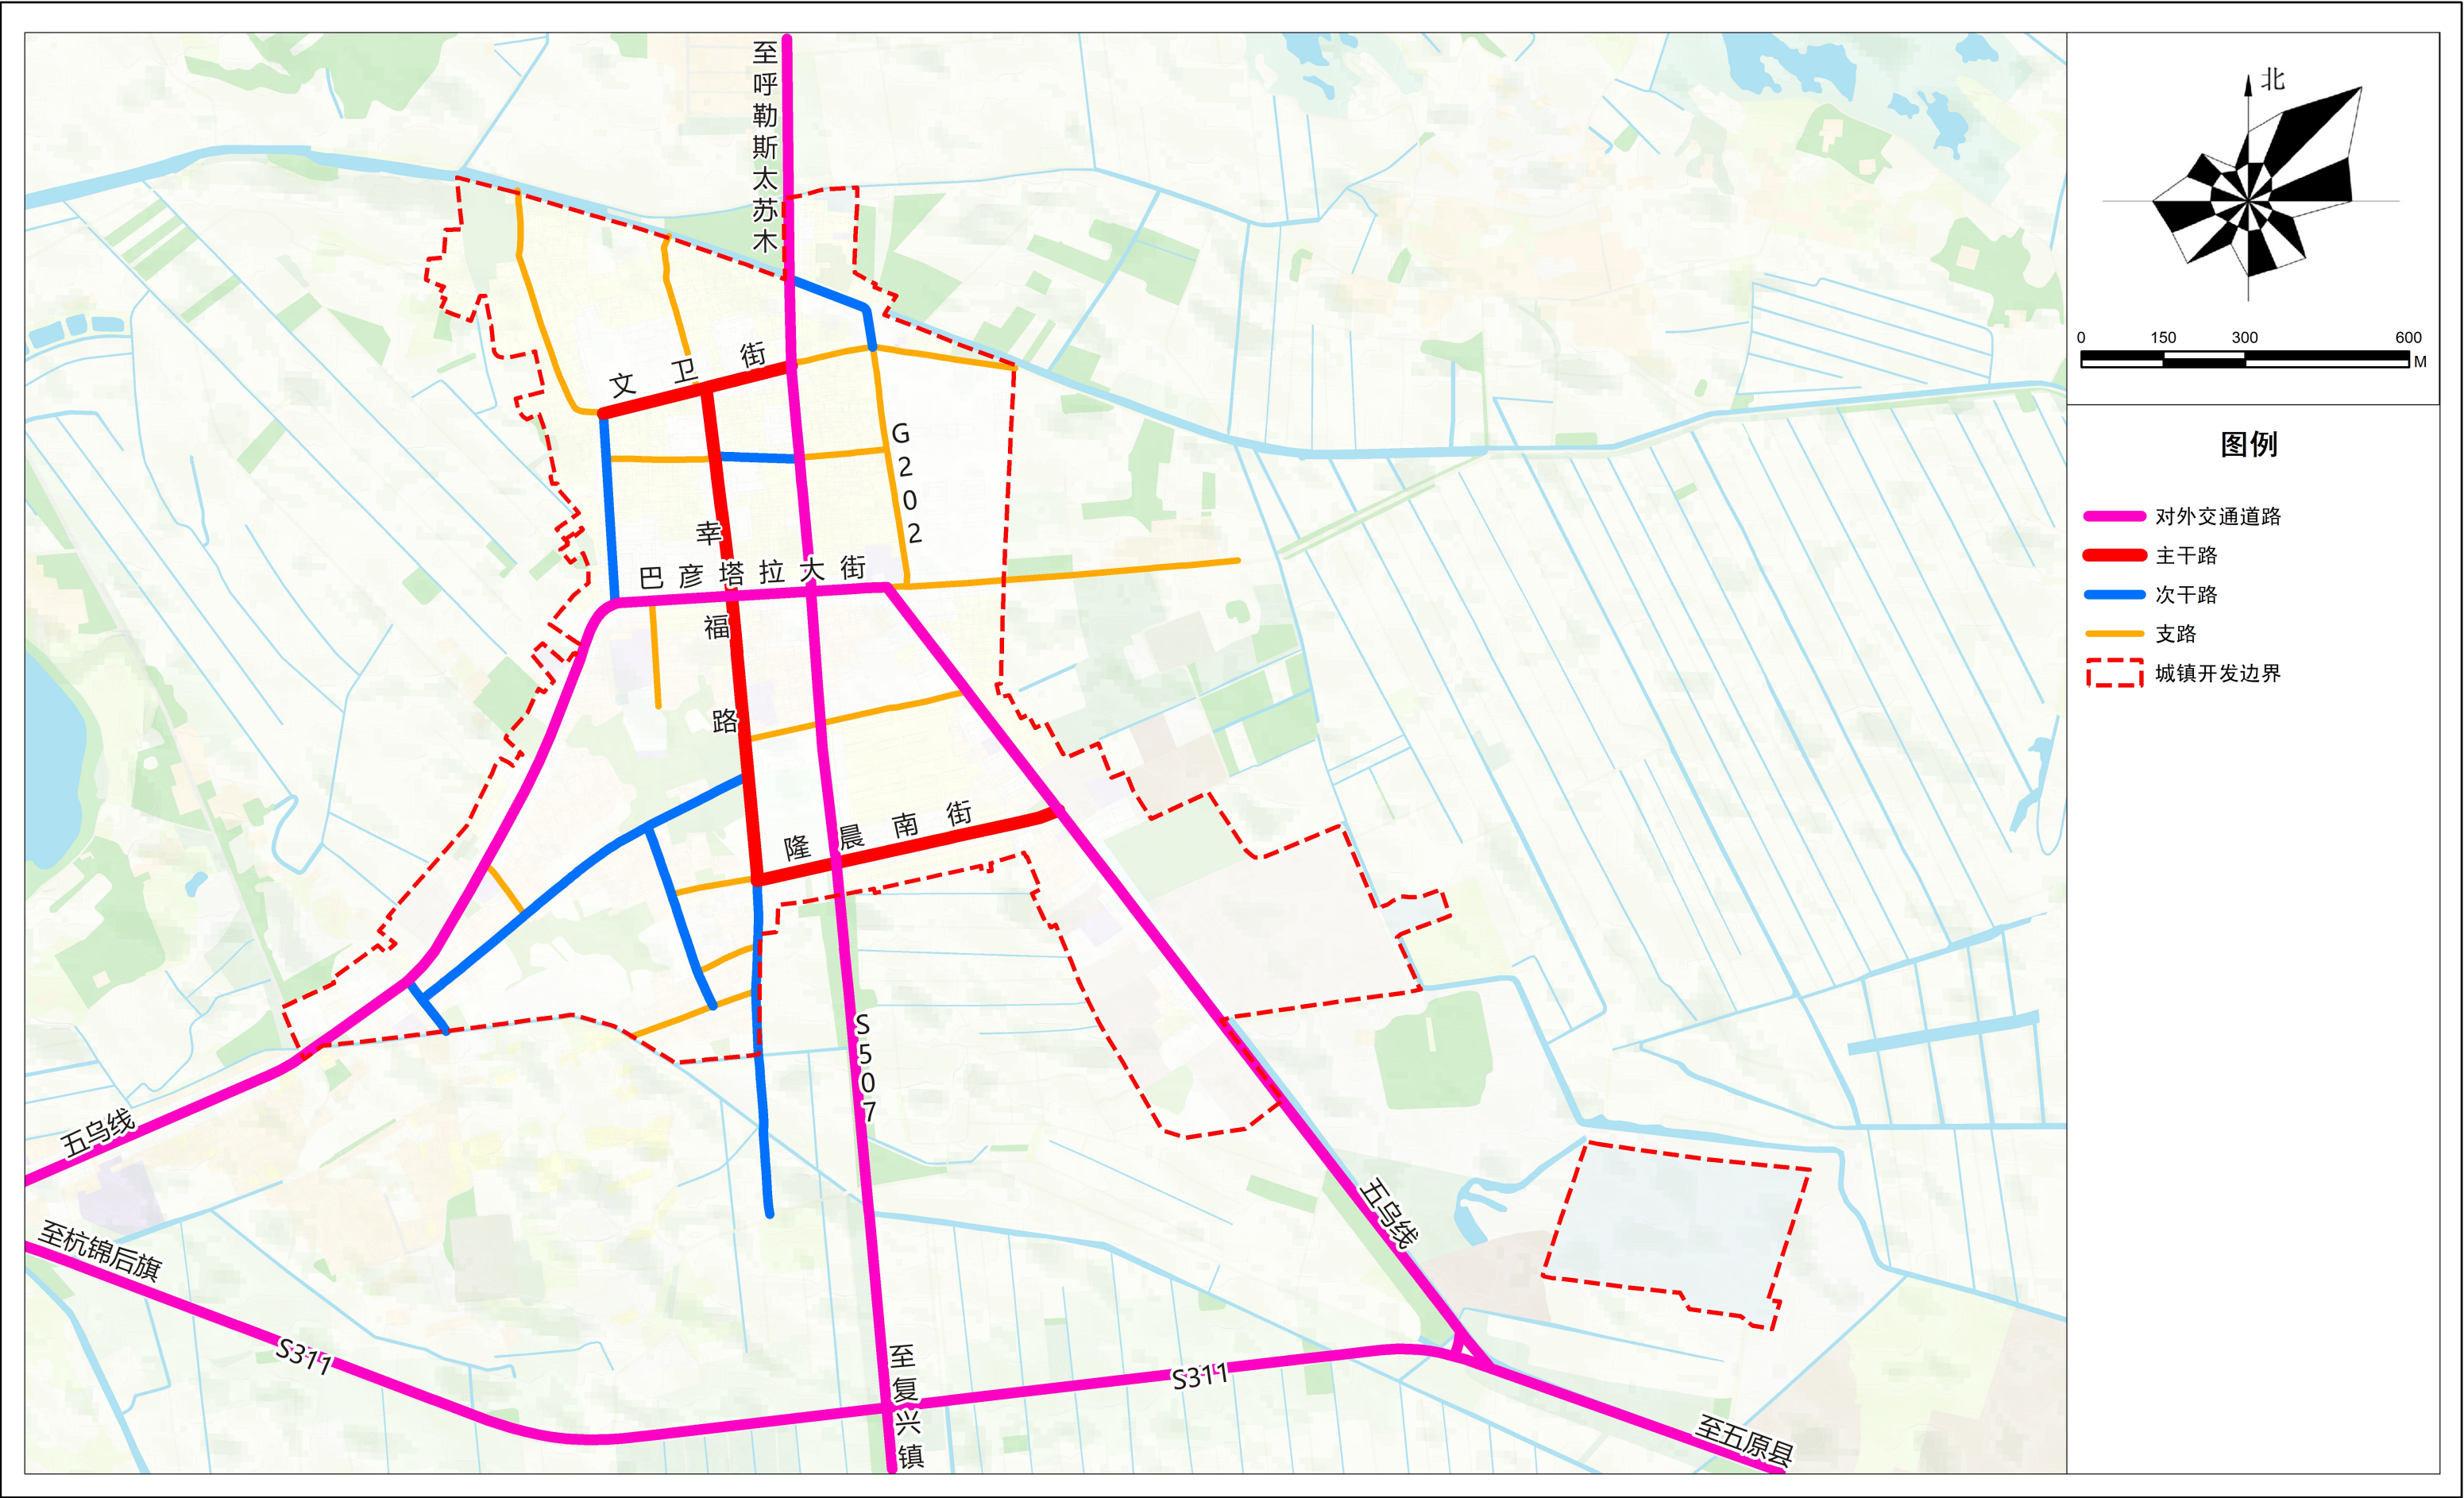 至呼勒斯太苏木
北
0 150 300 600
M
图例
对外交通道路
主干路
次干路
支路
城镇开发边界
文卫街
G202
幸福路
巴彦塔拉大街
隆晨南街
S507
五乌线
五乌线
至杭锦后旗
S311
S311
至复兴镇
至五原县